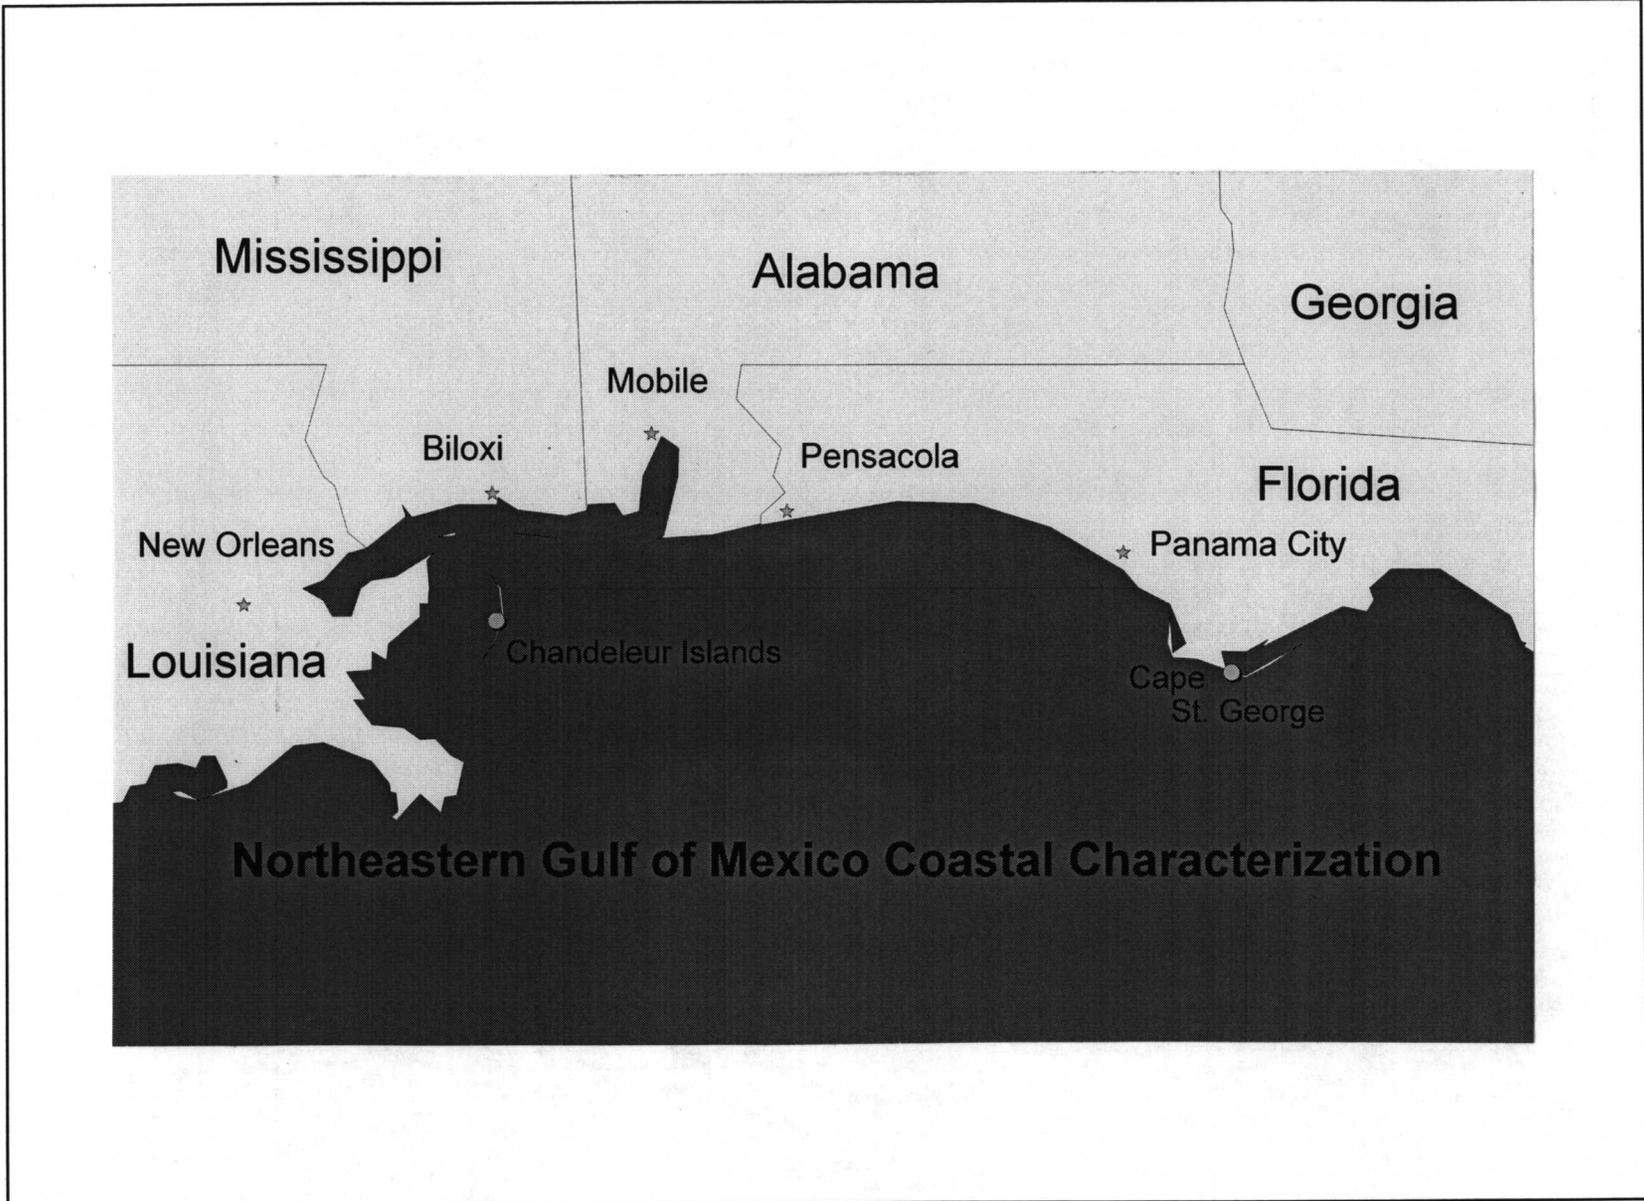 Mississippi
Alabama
Georgia
Mobile
Biloxi
Pensacola
Florida
New Orleans
Panama City
Louisiana
Chandeleur Islands
Cape
St. George
Northeastern Gulf of Mexico Coastal Characterization